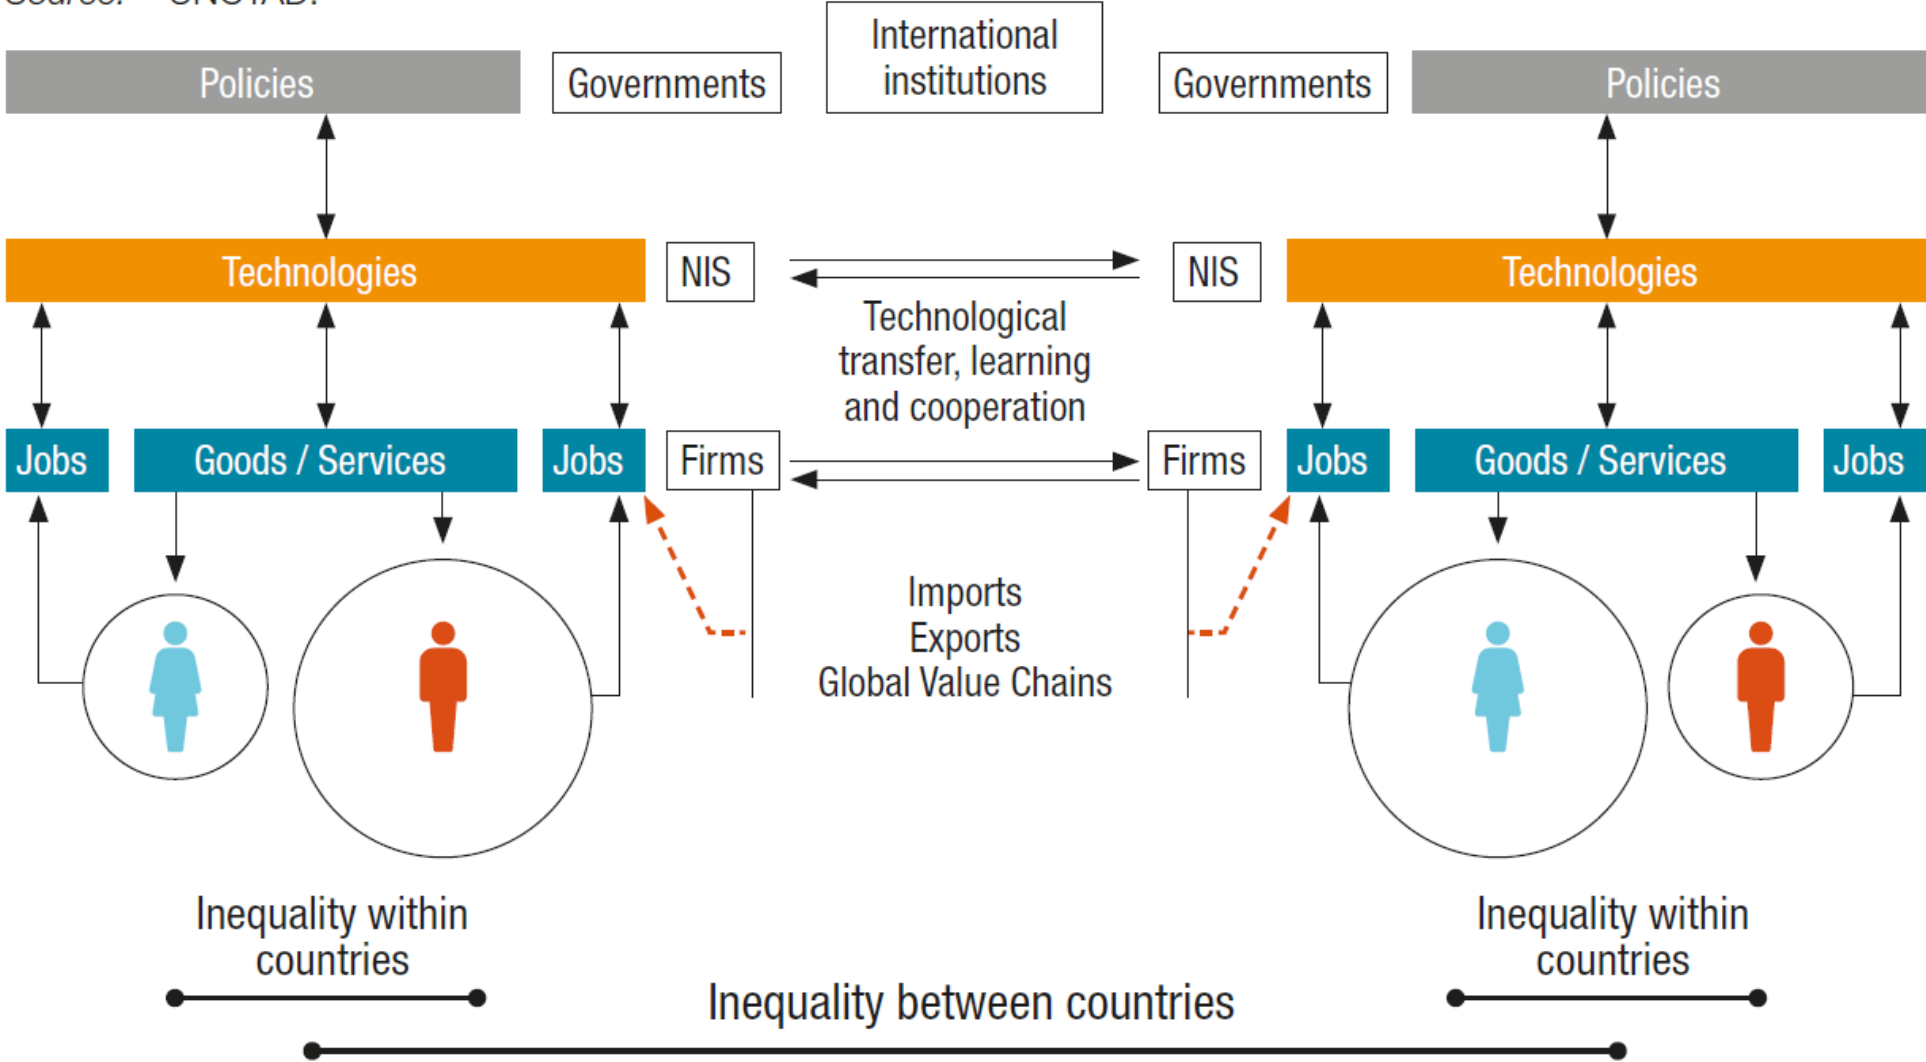 Source: UNCTAD.
International
institutions
Policies
Governments
Governments
Policies
Technologies
NIS
NIS
Technologies
Technological
transfer, learning
and cooperation
Jobs
Goods / Services
Jobs
Firms
Firms
Jobs
Goods / Services
Jobs
Imports
Exports
Global Value Chains
Inequality within
countries
Inequality within
countries
Inequality between countries